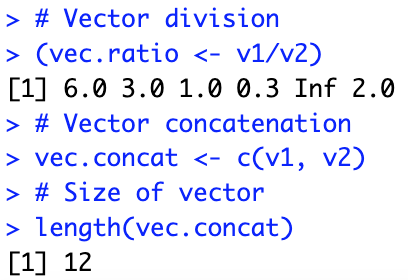 > # Vector division
> (vec.ratio <- v1/v2)
[1] 6.0 3.0 1.0 0.3 Inf 2.0
> # Vector concatenation
> vec.concat <- c(v1, v2)
> # Size of vector
> length(vec.concat)
[1] 12